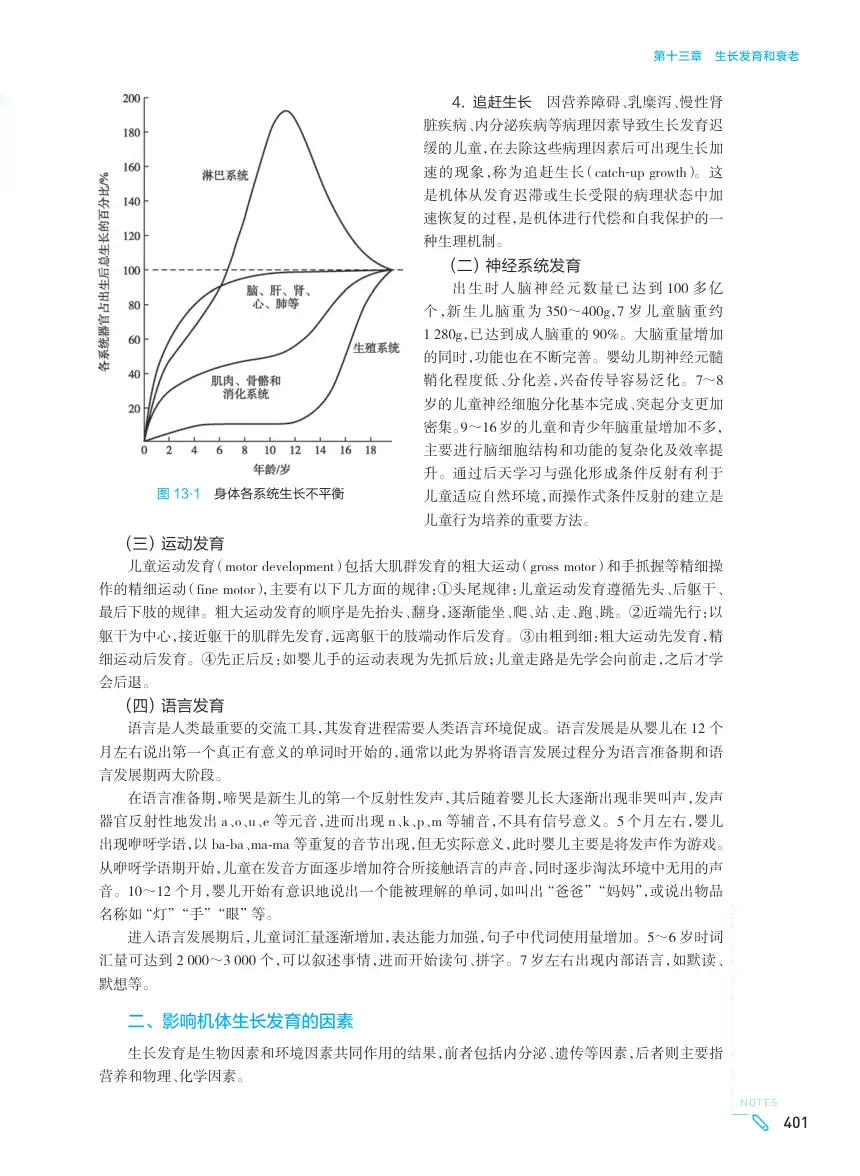 第十三章 生长发育和衰老
200
180
160
140
120
100
80
60
40
20
0 2 4 6 8 10 12 14 16 18
各系统器官占出生后总生长的百分比/%
年龄/岁
淋巴系统
脑、肝、肾、
心、肺等
生殖系统
肌肉、骨骼和
消化系统
图 13-1 身体各系统生长不平衡
4. 追赶生长 因营养障碍、乳糜泻、慢性肾
脏疾病、内分泌疾病等病理因素导致生长发育迟
缓的儿童,在去除这些病理因素后可出现生长加
速的现象,称为追赶生长(catch-up growth)。这
是机体从发育迟滞或生长受限的病理状态中加
速恢复的过程,是机体进行代偿和自我保护的一
种生理机制。
(二)神经系统发育
出生时人脑神经元数量已达到 100 多亿
个,新生儿脑重为 350～400g,7 岁儿童脑重约
1 280g,已达到成人脑重的 90%。大脑重量增加
的同时,功能也在不断完善。婴幼儿期神经元髓
鞘化程度低、分化差,兴奋传导容易泛化。7～8
岁的儿童神经细胞分化基本完成、突起分支更加
密集。9～16岁的儿童和青少年脑重量增加不多,
主要进行脑细胞结构和功能的复杂化及效率提
升。通过后天学习与强化形成条件反射有利于
儿童适应自然环境,而操作式条件反射的建立是
儿童行为培养的重要方法。
(三)运动发育
儿童运动发育(motor development)包括大肌群发育的粗大运动(gross motor)和手抓握等精细操
作的精细运动(fine motor),主要有以下几方面的规律:①头尾规律:儿童运动发育遵循先头、后躯干、
最后下肢的规律。粗大运动发育的顺序是先抬头、翻身,逐渐能坐、爬、站、走、跑、跳。②近端先行:以
躯干为中心,接近躯干的肌群先发育,远离躯干的肢端动作后发育。③由粗到细:粗大运动先发育,精
细运动后发育。④先正后反:如婴儿手的运动表现为先抓后放;儿童走路是先学会向前走,之后才学
会后退。
(四)语言发育
语言是人类最重要的交流工具,其发育进程需要人类语言环境促成。语言发展是从婴儿在 12 个
月左右说出第一个真正有意义的单词时开始的,通常以此为界将语言发展过程分为语言准备期和语
言发展期两大阶段。
在语言准备期,啼哭是新生儿的第一个反射性发声,其后随着婴儿长大逐渐出现非哭叫声,发声
器官反射性地发出 a、o、u、e 等元音,进而出现 n、k、p、m 等辅音,不具有信号意义。5 个月左右,婴儿
出现咿呀学语,以 ba-ba、ma-ma 等重复的音节出现,但无实际意义,此时婴儿主要是将发声作为游戏。
从咿呀学语期开始,儿童在发音方面逐步增加符合所接触语言的声音,同时逐步淘汰环境中无用的声
音。10～12 个月,婴儿开始有意识地说出一个能被理解的单词,如叫出“爸爸”“妈妈”,或说出物品
名称如“灯”“手”“眼”等。
进入语言发展期后,儿童词汇量逐渐增加,表达能力加强,句子中代词使用量增加。5～6 岁时词
汇量可达到 2 000～3 000 个,可以叙述事情,进而开始读句、拼字。7 岁左右出现内部语言,如默读、
默想等。
二、影响机体生长发育的因素
生长发育是生物因素和环境因素共同作用的结果,前者包括内分泌、遗传等因素,后者则主要指
营养和物理、化学因素。
NOTES
401